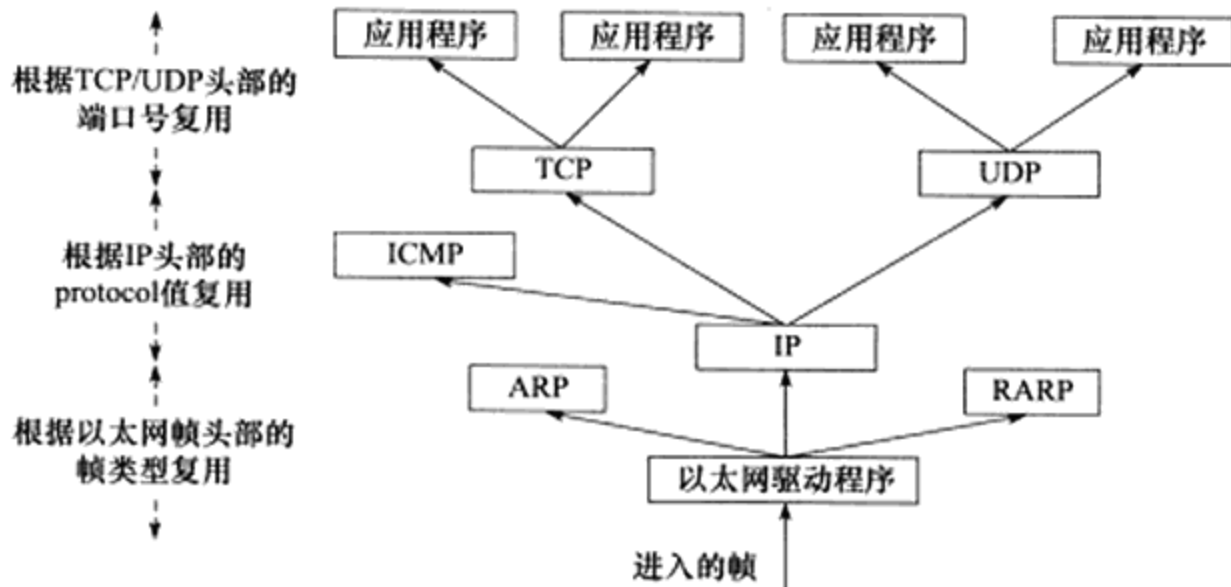 应用程序 应用程序 应用程序 应用程序
根据TCP/UDP头部的
端口号复用
TCP UDP
ICMP
根据IP头部的
protocol值复用
IP
ARP RARP
根据以太网帧头部的
帧类型复用
以太网驱动程序
进入的帧